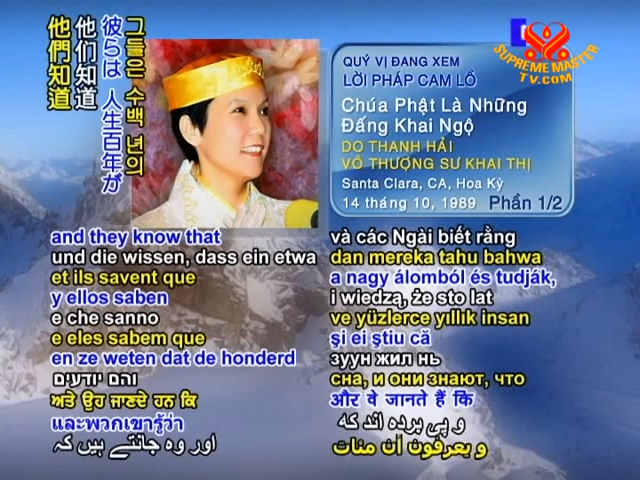 그들은 수백 년의
彼らは 人生百年が
他们知道
他們知道
SUPREME MASTER
TV.COM
QUÝ VỊ ĐANG XEM
LỜI PHÁP CAM LỒ
Chúa Phật Là Những
Đấng Khai Ngộ
DO THANH HẢI
VÔ THƯỢNG SƯ KHAI THỊ
Santa Clara, CA, Hoa Kỳ
14 tháng 10, 1989 Phần 1/2
and they know that
und die wissen, dass ein etwa
et ils savent que
y ellos saben
e che sanno
e eles sabem que
en ze weten dat de honderd
והם יודעים
ਅਤੇ ਉਹ ਜਾਣਦੇ ਹਨ ਕਿ
และพวกเขารู้ว่า
اور وہ جانتے ہیں کہ
và các Ngài biết rằng
dan mereka tahu bahwa
a nagy álomból és tudják,
i wiedzą, że sto lat
ve yüzlerce yıllık insan
şi ei ştiu că
зуун жил нь
сна, и они знают, что
और वे जानते हैं कि
و پی برده اند که
و يعرفون أن مئات